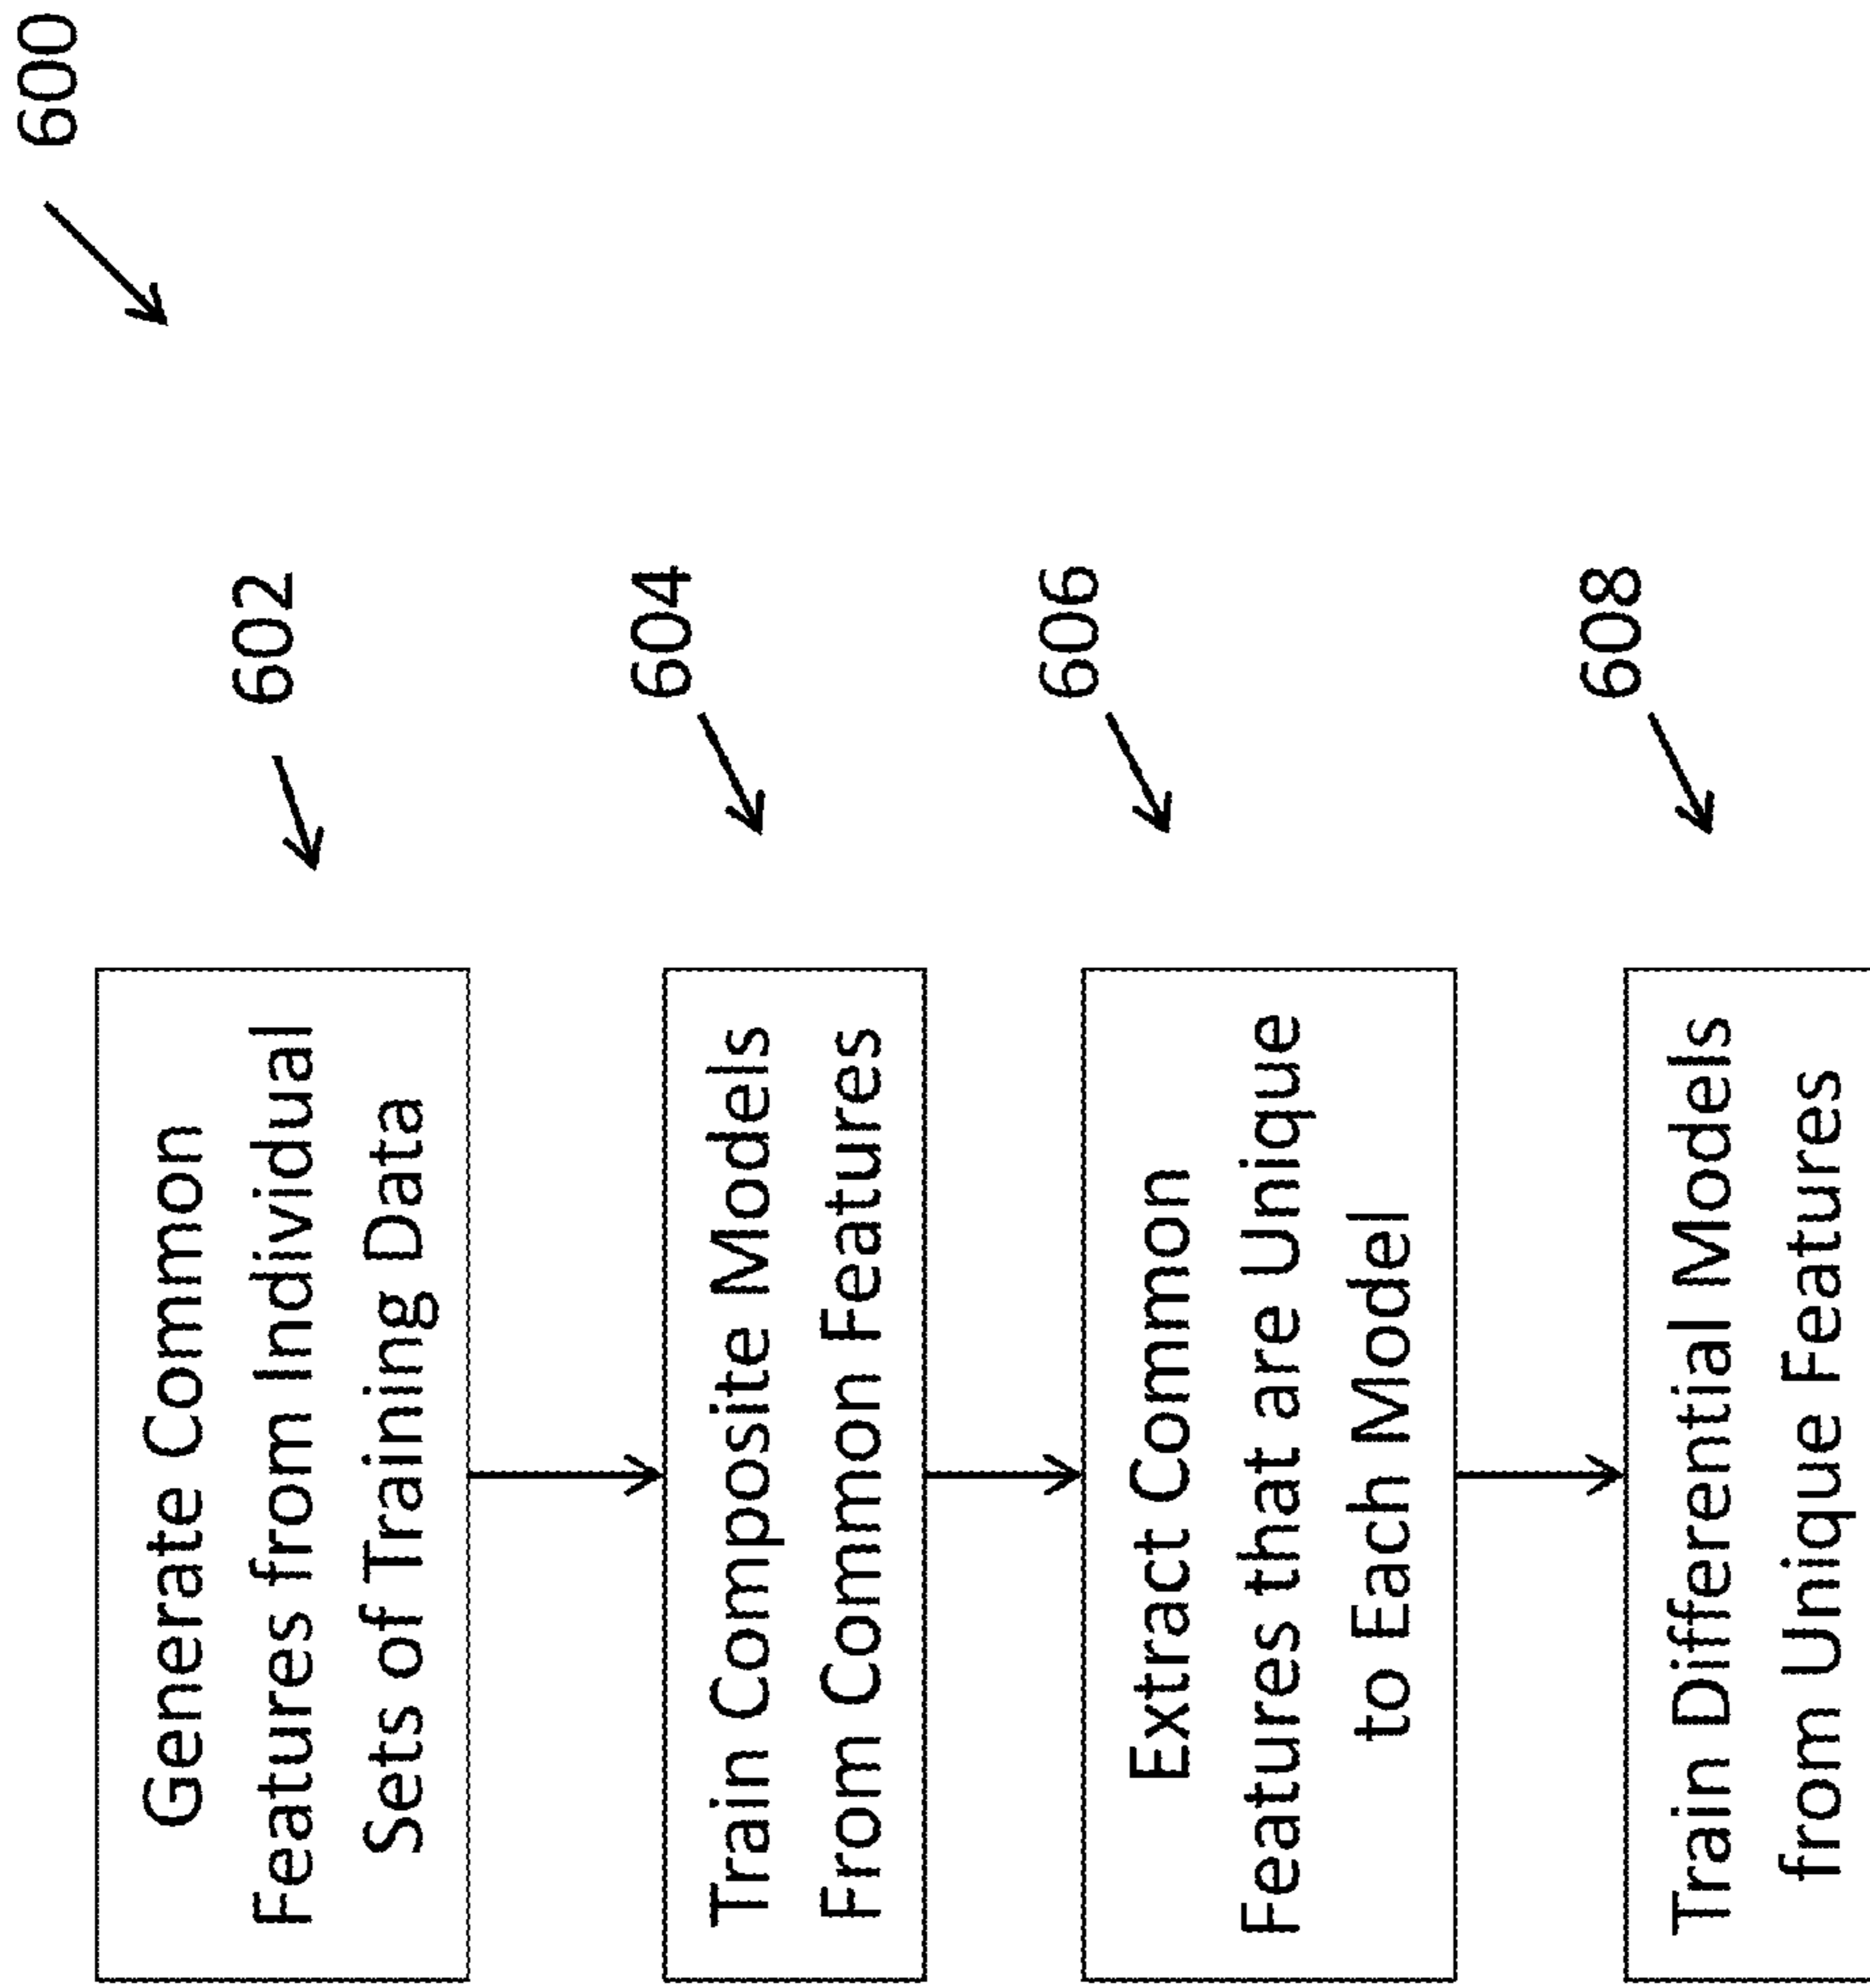 600
Generate Common
Features from Individual
Sets of Training Data
602
Train Composite Models
From Common Features
604
Extract Common
Features that are Unique
to Each Model
606
Train Differential Models
from Unique Features
608